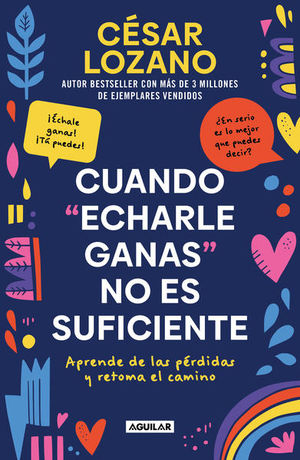 CÉSAR
LOZANO
AUTOR BESTSELLER CON MÁS DE 3 MILLONES
DE EJEMPLARES VENDIDOS
¡Échale
ganas!
¡Tú puedes!
¿En serio
es lo mejor
que puedes
decir?
CUANDO
“ECHARLE
GANAS”
NO ES
SUFICIENTE
Aprende de las pérdidas
y retoma el camino
AGUILAR